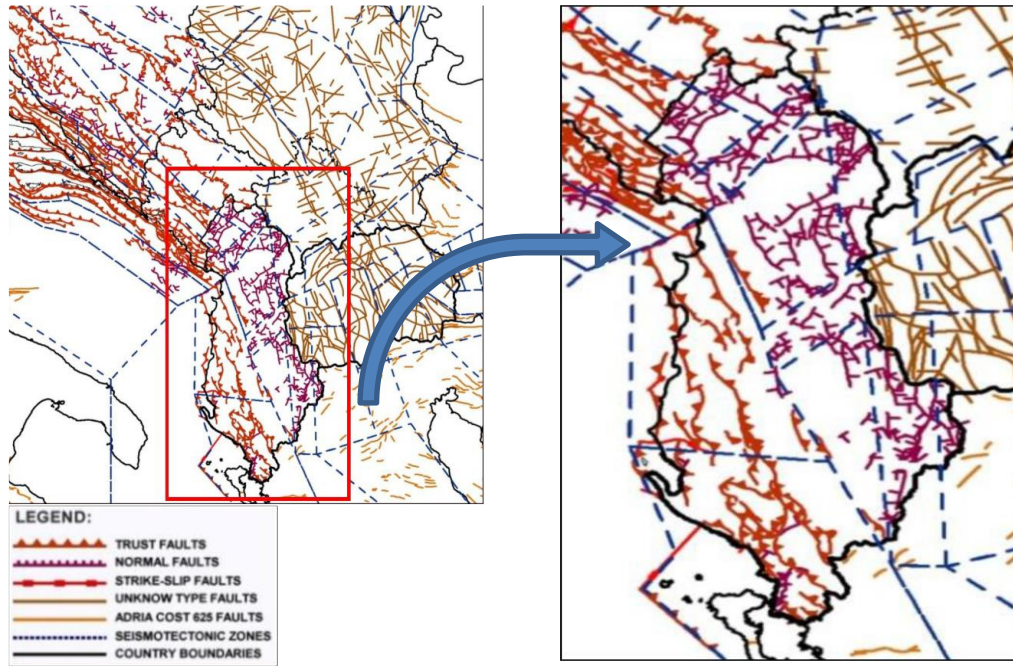 LEGEND:
TRUST FAULTS
NORMAL FAULTS
STRIKE-SLIP FAULTS
UNKNOW TYPE FAULTS
ADRIA COST 625 FAULTS
SEISMOTECTONIC ZONES
COUNTRY BOUNDARIES